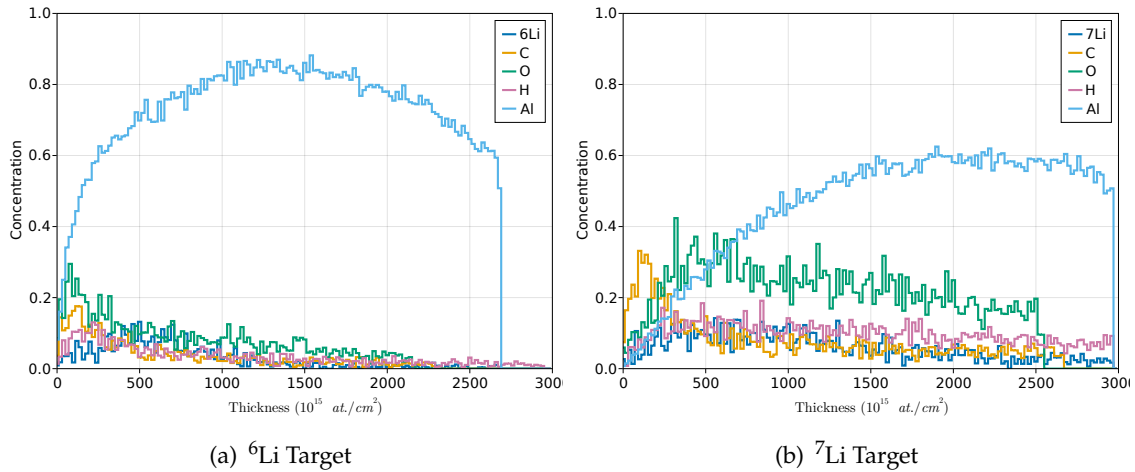 1.0
0.8
0.6
0.4
0.2
0.0
Concentration
0 500 1000 1500 2000 2500 3000
Thickness (10¹⁵ at./cm²)
6Li
C
O
H
Al
(a) ⁶Li Target
1.0
0.8
0.6
0.4
0.2
0.0
Concentration
0 500 1000 1500 2000 2500 3000
Thickness (10¹⁵ at./cm²)
7Li
C
O
H
Al
(b) ⁷Li Target